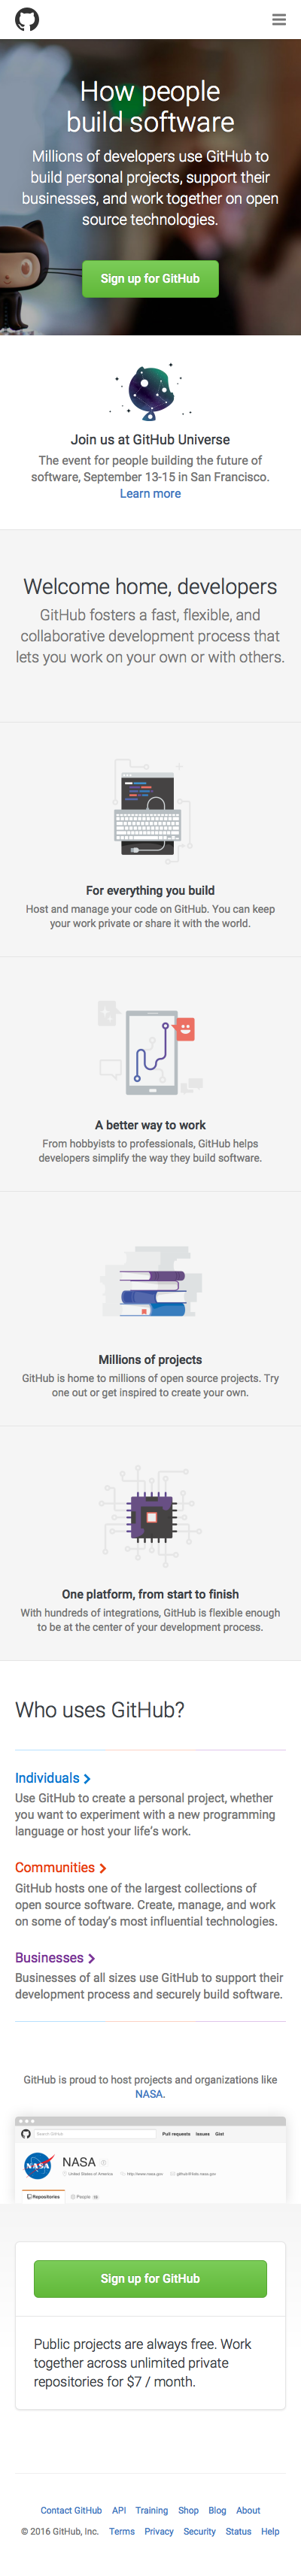 How people
build software
Millions of developers use GitHub to
build personal projects, support their
businesses, and work together on open
source technologies.
Sign up for GitHub
Join us at GitHub Universe
The event for people building the future of
software, September 13-15 in San Francisco.
Learn more
Welcome home, developers
GitHub fosters a fast, flexible, and
collaborative development process that
lets you work on your own or with others.
For everything you build
Host and manage your code on GitHub. You can keep
your work private or share it with the world.
A better way to work
From hobbyists to professionals, GitHub helps
developers simplify the way they build software.
Millions of projects
GitHub is home to millions of open source projects. Try
one out or get inspired to create your own.
One platform, from start to finish
With hundreds of integrations, GitHub is flexible enough
to be at the center of your development process.
Who uses GitHub?
Individuals
Use GitHub to create a personal project, whether
you want to experiment with a new programming
language or host your life's work.
Communities
GitHub hosts one of the largest collections of
open source software. Create, manage, and work
on some of today's most influential technologies.
Businesses
Businesses of all sizes use GitHub to support their
development process and securely build software.
GitHub is proud to host projects and organizations like
NASA.
Search GitHub Pull requests Issues Gist
NASA
NASA
United States of America http://www.nasa.gov
Repositories People
Sign up for GitHub
Public projects are always free. Work
together across unlimited private
repositories for $7 / month.
Contact GitHub API Training Shop Blog About
© 2016 GitHub, Inc. Terms Privacy Security Status Help